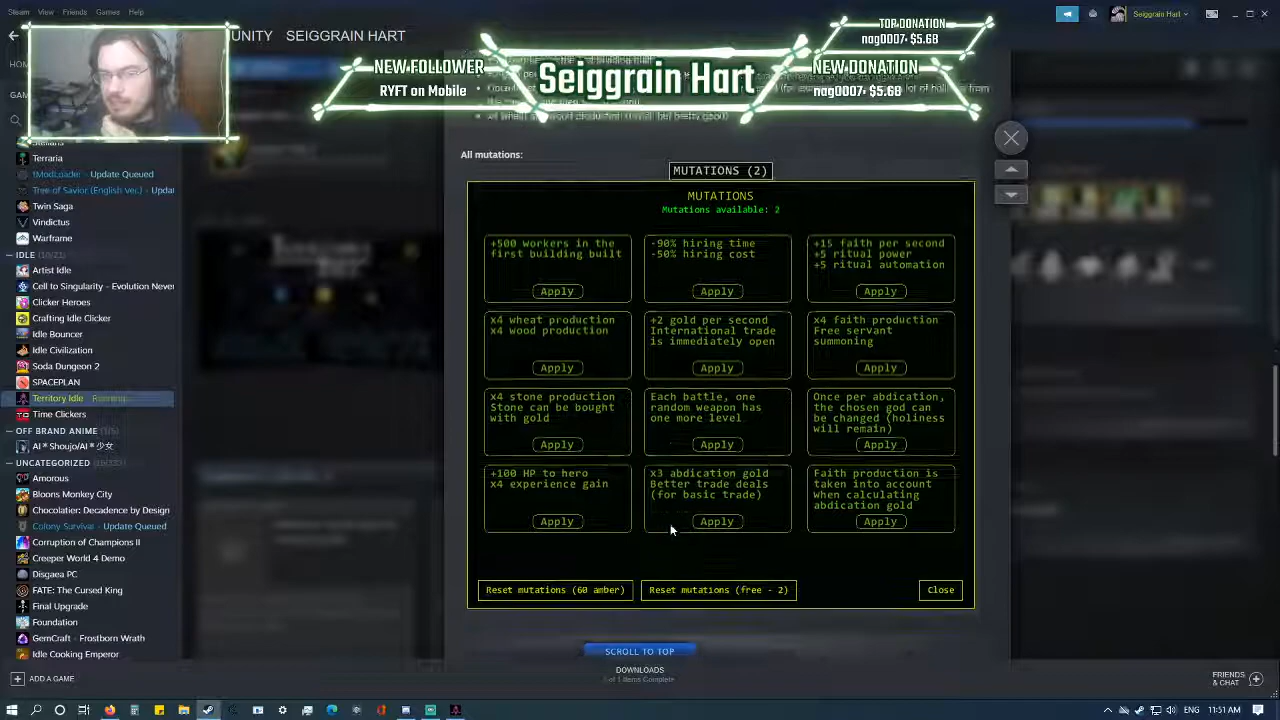 Steam View Friends Games Help
Seiggrain Hart
UNITY SEIGGRAIN HART
TOP DONATION
nag0007: $5.68
NEW FOLLOWER
RYFT on Mobile
Seiggrain Hart
NEW DONATION
nag0007: $5.68
Stellaris
Terraria
tModLoader - Update Queued
Tree of Savior (English Ver.) - Updat
Twin Saga
Vindictus
Warframe
IDLE
Artist Idle
Cell to Singularity - Evolution Never
Clicker Heroes
Crafting Idle Clicker
Idle Bouncer
Idle Civilization
Soda Dungeon 2
SPACEPLAN
Territory Idle - Running
Time Clickers
OFF BRAND ANIME
AI*Shoujo/AI*少女
UNCATEGORIZED
Amorous
Bloons Monkey City
Chocolatier: Decadence by Design
Colony Survival - Update Queued
Corruption of Champions II
Creeper World 4 Demo
Disgaea PC
FATE: The Cursed King
Final Upgrade
Foundation
GemCraft - Frostborn Wrath
Idle Cooking Emperor
ADD A GAME
All mutations:
MUTATIONS (2)
MUTATIONS
Mutations available: 2
+500 workers in the
first building built
Apply
-90% hiring time
-50% hiring cost
Apply
+15 faith per second
+5 ritual power
+5 ritual automation
Apply
x4 wheat production
x4 wood production
Apply
+2 gold per second
International trade
is immediately open
Apply
x4 faith production
Free servant
summoning
Apply
x4 stone production
Stone can be bought
with gold
Apply
Each battle, one
random weapon has
one more level
Apply
Once per abdication,
the chosen god can
be changed (holiness
will remain)
Apply
+100 HP to hero
x4 experience gain
Apply
x3 abdication gold
Better trade deals
(for basic trade)
Apply
Faith production is
taken into account
when calculating
abdication gold
Apply
Reset mutations (60 amber)
Reset mutations (free - 2)
Close
SCROLL TO TOP
DOWNLOADS
1 of 1 Items Complete
FRIENDS
& CHAT
11:51 AM